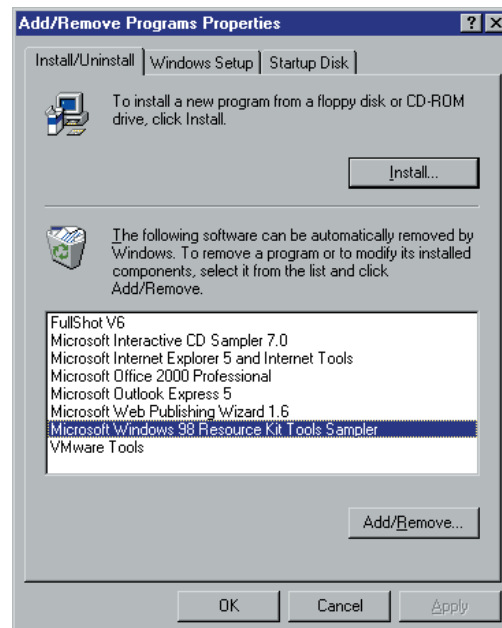 Add/Remove Programs Properties
Install/Uninstall
Windows Setup
Startup Disk
To install a new program from a floppy disk or CD-ROM
drive, click Install.
Install...
The following software can be automatically removed by
Windows. To remove a program or to modify its installed
components, select it from the list and click
Add/Remove.
FullShot V6
Microsoft Interactive CD Sampler 7.0
Microsoft Internet Explorer 5 and Internet Tools
Microsoft Office 2000 Professional
Microsoft Outlook Express 5
Microsoft Web Publishing Wizard 1.6
Microsoft Windows 98 Resource Kit Tools Sampler
VMware Tools
Add/Remove...
OK
Cancel
Apply